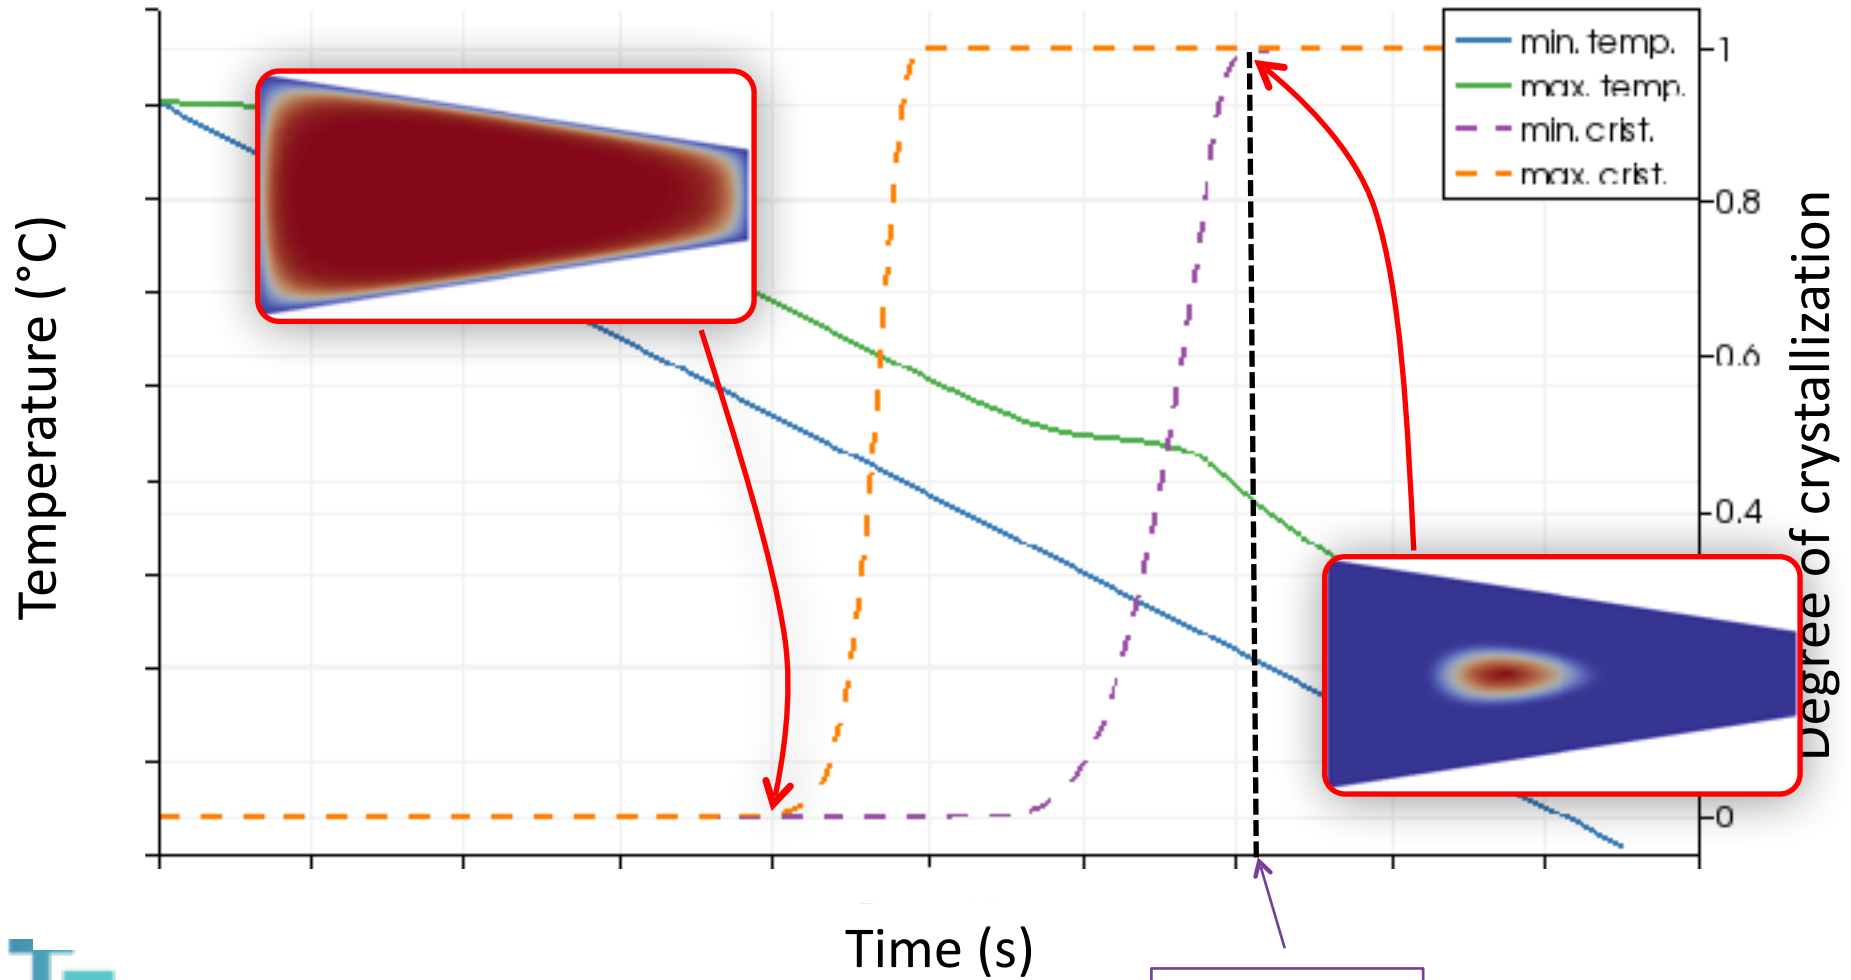 min. temp.
max. temp.
min. crist.
max. crist.
1
0.8
0.6
0.4
0
Temperature (°C)
Degree of crystallization
Time (s)